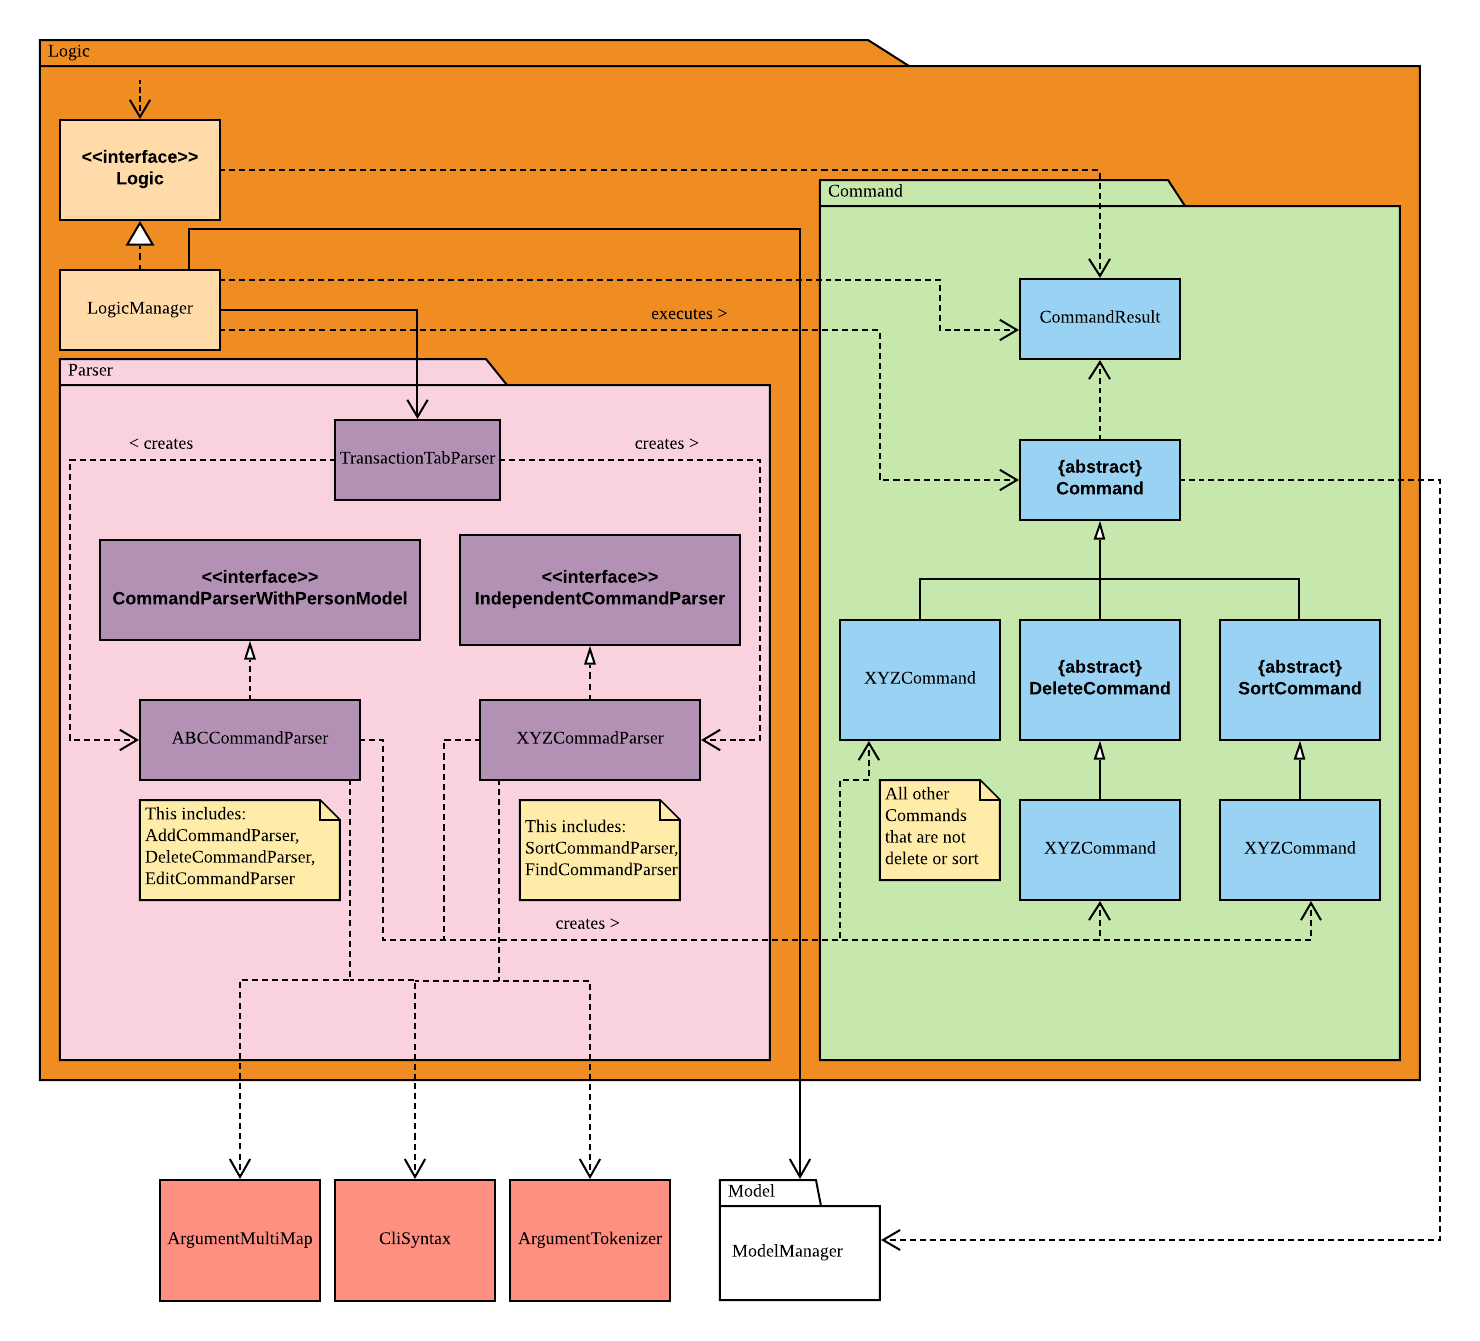 Logic
<<interface>>
Logic
Command
LogicManager
executes >
CommandResult
Parser
< creates
creates >
TransactionTabParser
{abstract}
Command
<<interface>>
CommandParserWithPersonModel
<<interface>>
IndependentCommandParser
XYZCommand
{abstract}
DeleteCommand
{abstract}
SortCommand
ABCCommandParser
XYZCommadParser
This includes:
AddCommandParser,
DeleteCommandParser,
EditCommandParser
This includes:
SortCommandParser,
FindCommandParser
All other
Commands
that are not
delete or sort
XYZCommand
XYZCommand
creates >
ArgumentMultiMap
CliSyntax
ArgumentTokenizer
Model
ModelManager